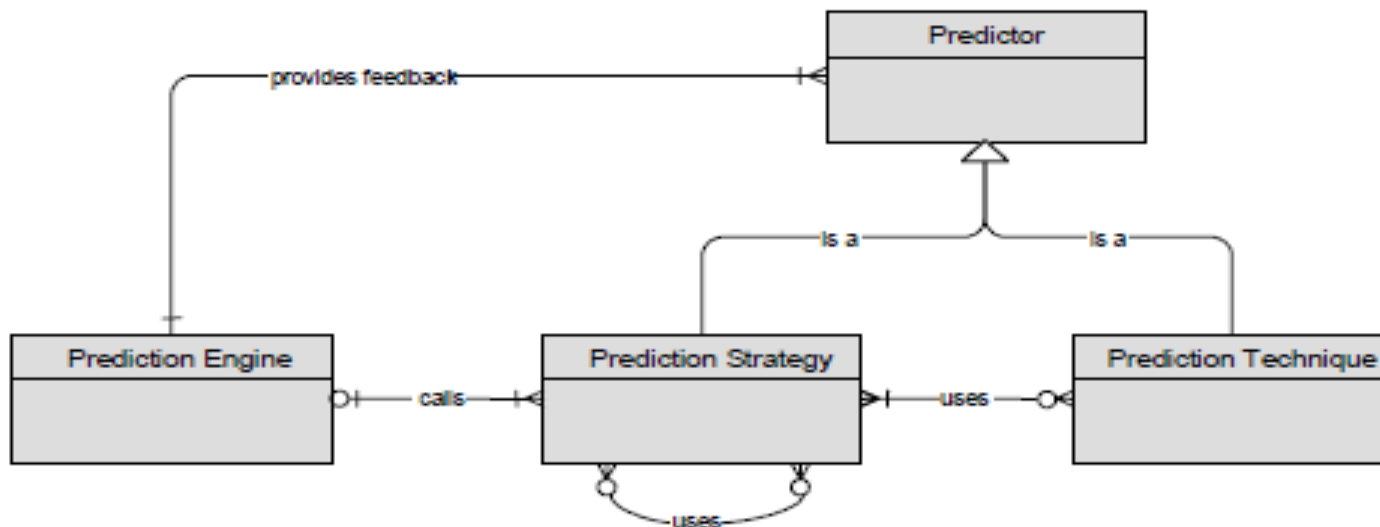 Predictor
provides feedback
is a
is a
Prediction Engine
Prediction Strategy
Prediction Technique
calls
uses
uses